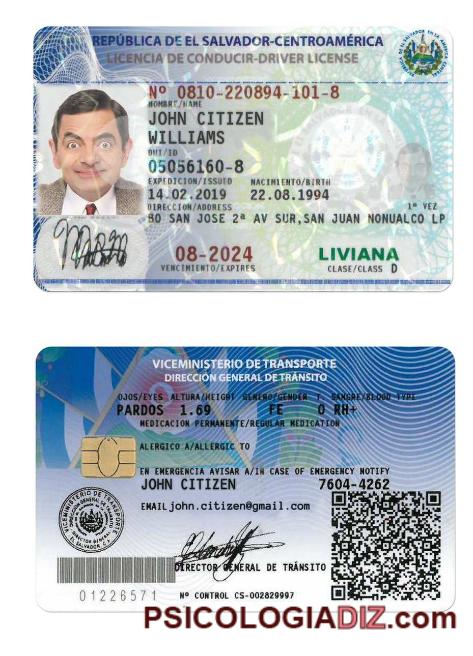 REPÚBLICA DE EL SALVADOR-CENTROAMÉRICA
LICENCIA DE CONDUCIR-DRIVER LICENSE
Nº 0810-220894-101-8
NOMBRE/NAME
JOHN CITIZEN
WILLIAMS
DUI/ID
05056160-8
EXPEDICION/ISSUED NACIMIENTO/BIRTH
14.02.2019 22.08.1994
DIRECCION/ADDRESS 1ª VEZ
BO SAN JOSE 2ª AV SUR,SAN JUAN NONUALCO LP
08-2024 LIVIANA
VENCIMIENTO/EXPIRES CLASE/CLASS D
VICEMINISTERIO DE TRANSPORTE
DIRECCIÓN GENERAL DE TRÁNSITO
OJOS/EYES ALTURA/HEIGHT GENERO/GENDER T. SANGRE/BLOOD TYPE
PARDOS 1.69 FE O RH+
MEDICACION PERMANENTE/REGULAR MEDICATION
ALERGICO A/ALLERGIC TO
EN EMERGENCIA AVISAR A/IN CASE OF EMERGENCY NOTIFY
JOHN CITIZEN 7604-4262
EMAIL john.citizen@gmail.com
VICEMINISTERIO DE TRANSPORTE
DIRECTOR GENERAL DE TRÁNSITO
01226571
Nº CONTROL CS-002829997
PSICOLOGIADIZ.com